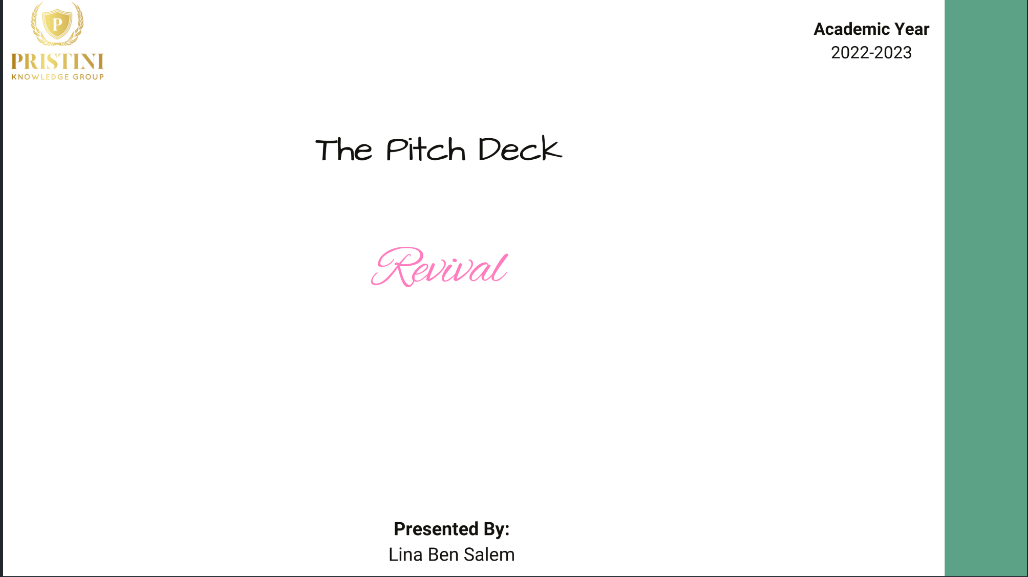 P
PRISTINI
KNOWLEDGE GROUP
Academic Year
2022-2023
The Pitch Deck
Revival
Presented By:
Lina Ben Salem